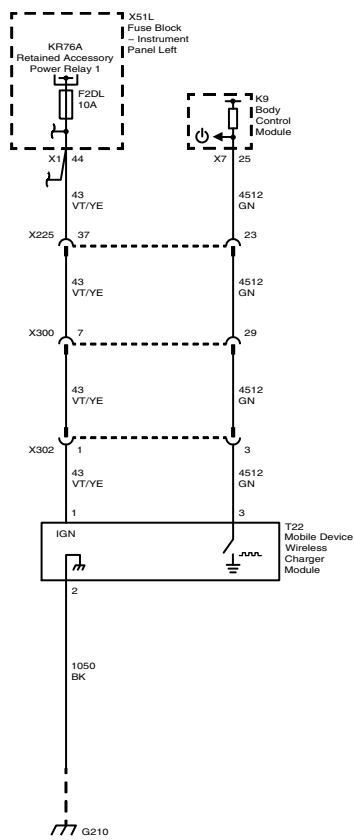 X51L
Fuse Block
– Instrument
Panel Left
KR76A
Retained Accessory
Power Relay 1
F2DL
10A
K9
Body
Control
Module
X1
44
X7
25
43
VT/YE
4512
GN
X225
37
23
43
VT/YE
4512
GN
X300
7
29
43
VT/YE
4512
GN
X302
1
3
43
VT/YE
4512
GN
1
3
IGN
T22
Mobile Device
Wireless
Charger
Module
2
1050
BK
G210